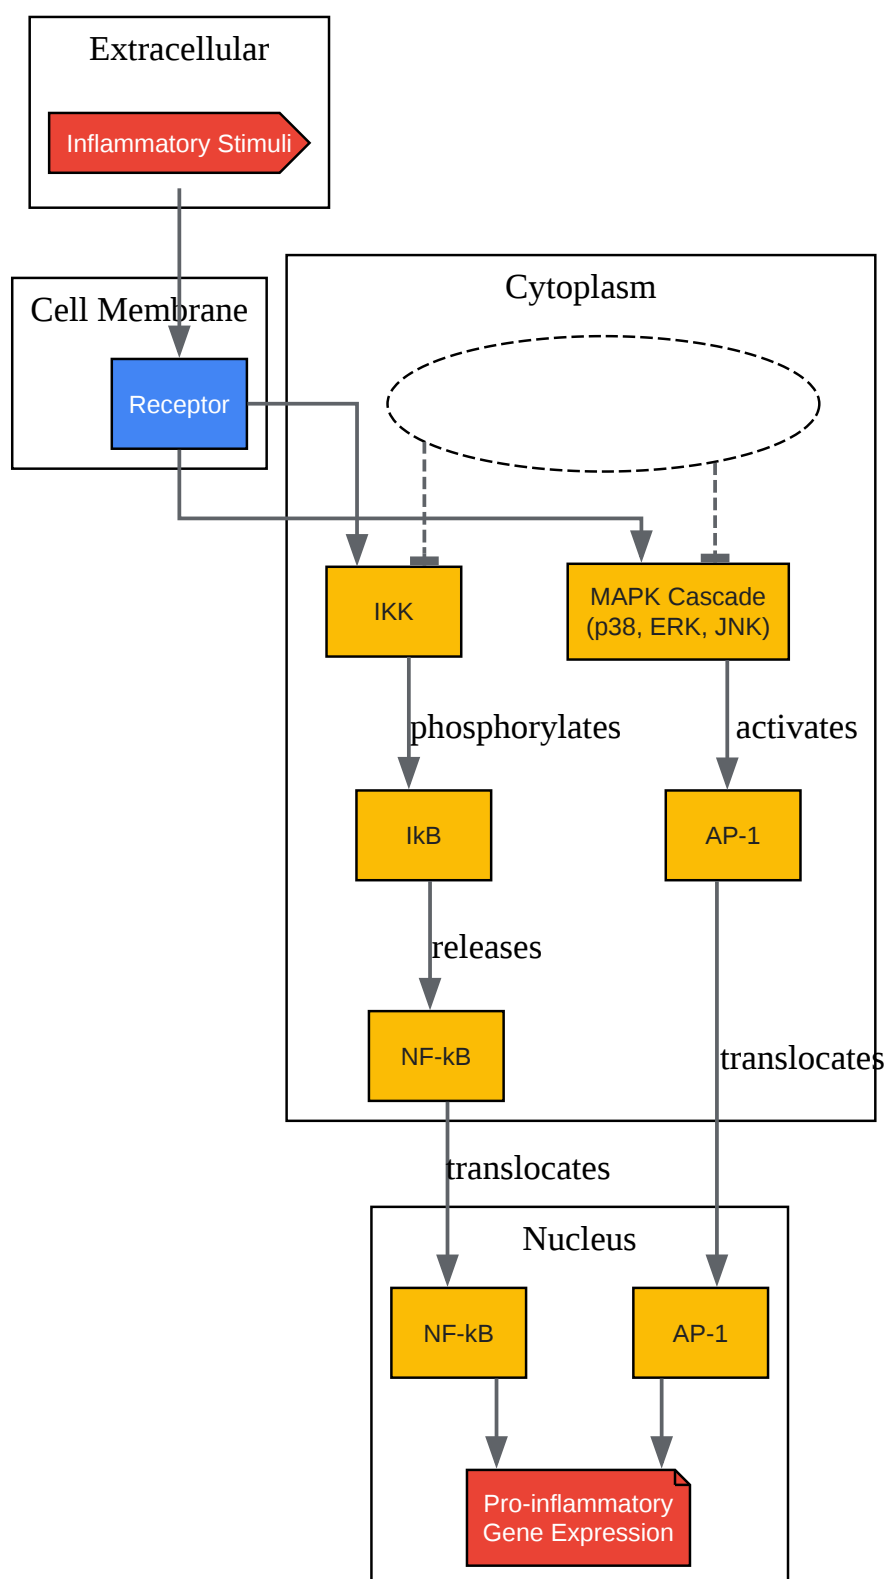 Extracellular
Inflammatory Stimuli
Cell Membrane
Receptor
Cytoplasm
IKK
MAPK Cascade
(p38, ERK, JNK)
phosphorylates
activates
IkB
AP-1
releases
NF-kB
translocates
translocates
Nucleus
NF-kB
AP-1
Pro-inflammatory
Gene Expression